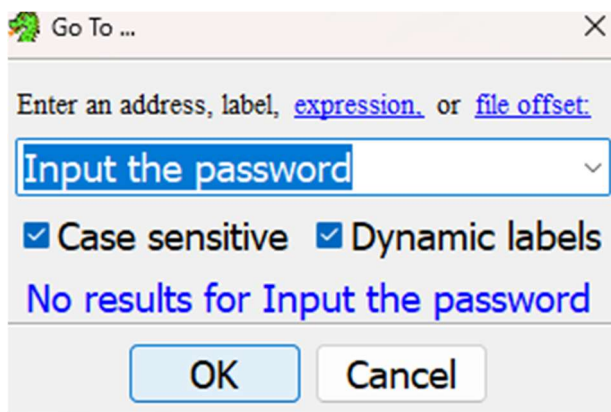 Go To ...
Enter an address, label, expression, or file offset:
Input the password
Case sensitive Dynamic labels
No results for Input the password
OK Cancel